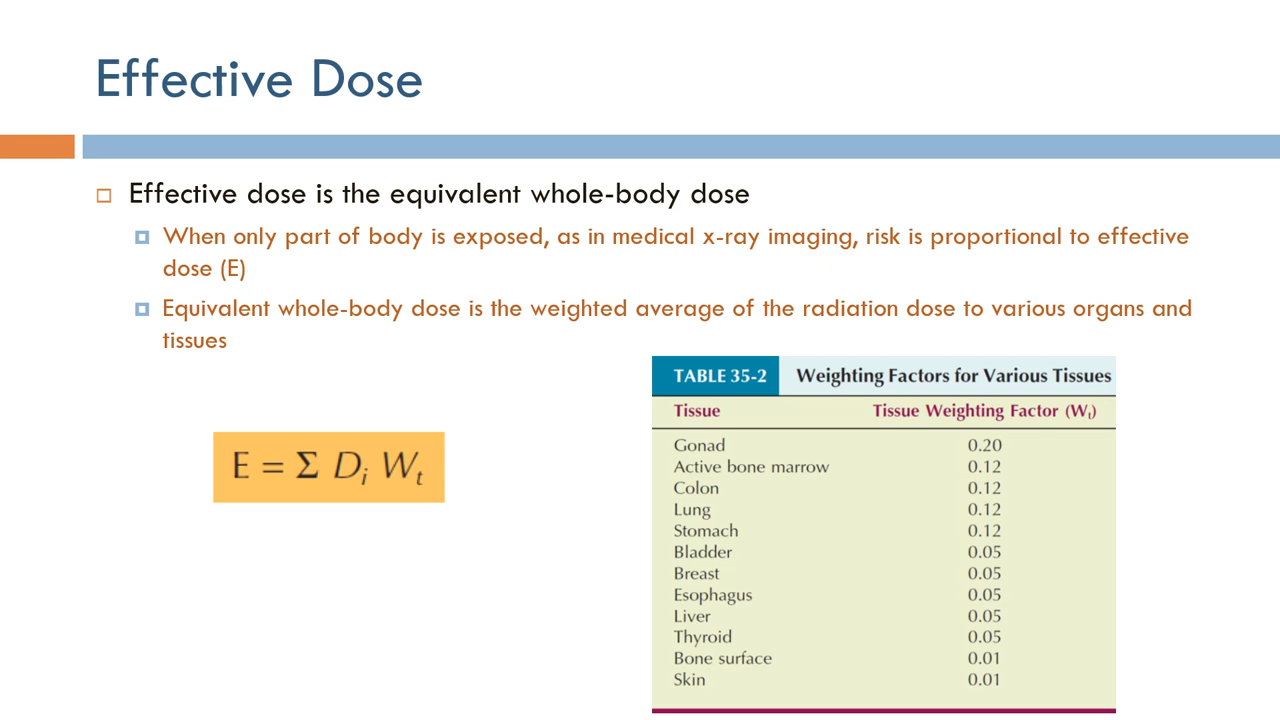 Effective Dose
Effective dose is the equivalent whole-body dose
When only part of body is exposed, as in medical x-ray imaging, risk is proportional to effective
dose (E)
Equivalent whole-body dose is the weighted average of the radiation dose to various organs and
tissues
E = Σ Dᵢ Wₜ
TABLE 35-2 Weighting Factors for Various Tissues
Tissue Tissue Weighting Factor (Wₜ)
Gonad 0.20
Active bone marrow 0.12
Colon 0.12
Lung 0.12
Stomach 0.12
Bladder 0.05
Breast 0.05
Esophagus 0.05
Liver 0.05
Thyroid 0.05
Bone surface 0.01
Skin 0.01